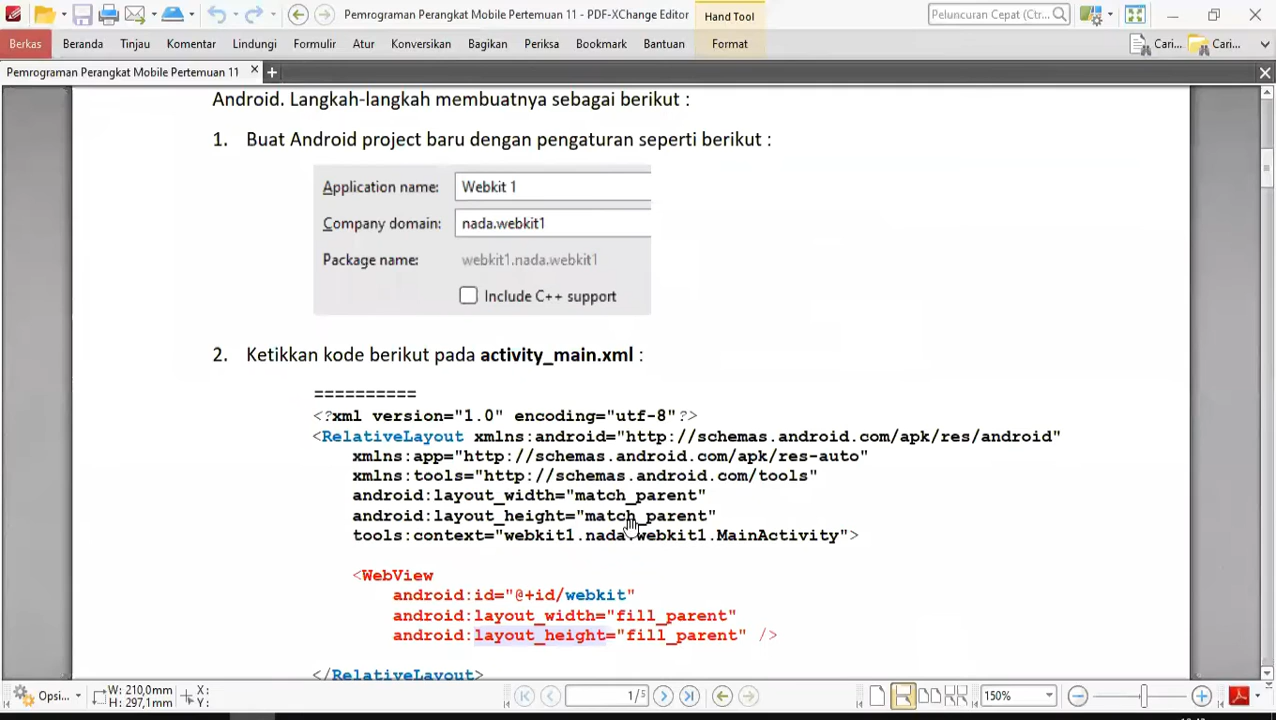 Pemrograman Perangkat Mobile Pertemuan 11 - PDF-XChange Editor
Hand Tool
Peluncuran Cepat (Ctr...
Berkas Beranda Tinjau Komentar Lindungi Formulir Atur Konversikan Bagikan Periksa Bookmark Bantuan Format Cari... Cari...
Pemrograman Perangkat Mobile Pertemuan 11
Android. Langkah-langkah membuatnya sebagai berikut :
1. Buat Android project baru dengan pengaturan seperti berikut :
Application name: Webkit 1
Company domain: nada.webkit1
Package name: webkit1.nada.webkit1
Include C++ support
2. Ketikkan kode berikut pada activity_main.xml :
==========
<?xml version="1.0" encoding="utf-8"?>
<RelativeLayout xmlns:android="http://schemas.android.com/apk/res/android"
xmlns:app="http://schemas.android.com/apk/res-auto"
xmlns:tools="http://schemas.android.com/tools"
android:layout_width="match_parent"
android:layout_height="match_parent"
tools:context="webkit1.nada.webkit1.MainActivity">
<WebView
android:id="@+id/webkit"
android:layout_width="fill_parent"
android:layout_height="fill_parent" />
</RelativeLayout>
Opsi... W: 210,0mm X: 1/5 150%
H: 297,1mm Y: